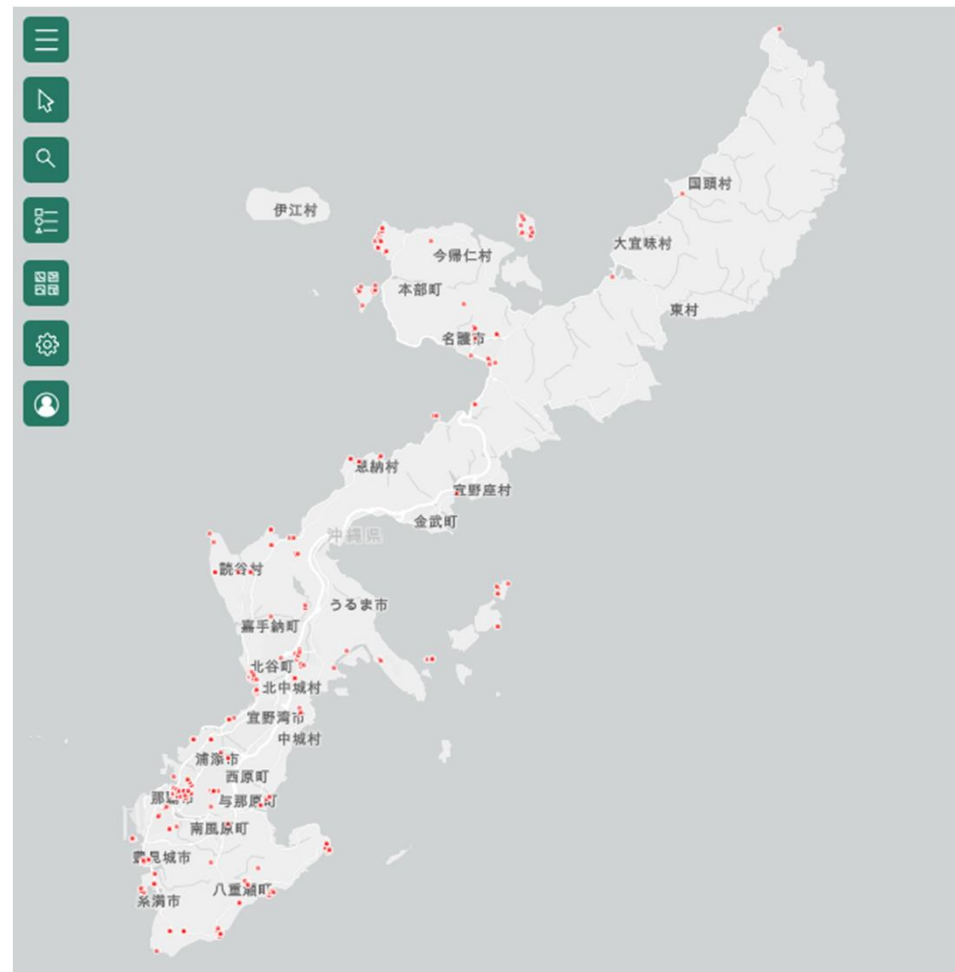 国頭村
伊江村
大宜味村
今帰仁村
本部町
東村
名護市
恩納村
宜野座村
金武町
沖縄県
読谷村
うるま市
嘉手納町
北谷町
北中城村
宜野湾市
中城村
浦添市
西原町
那覇市
与那原町
南風原町
豊見城市
八重瀬町
糸満市